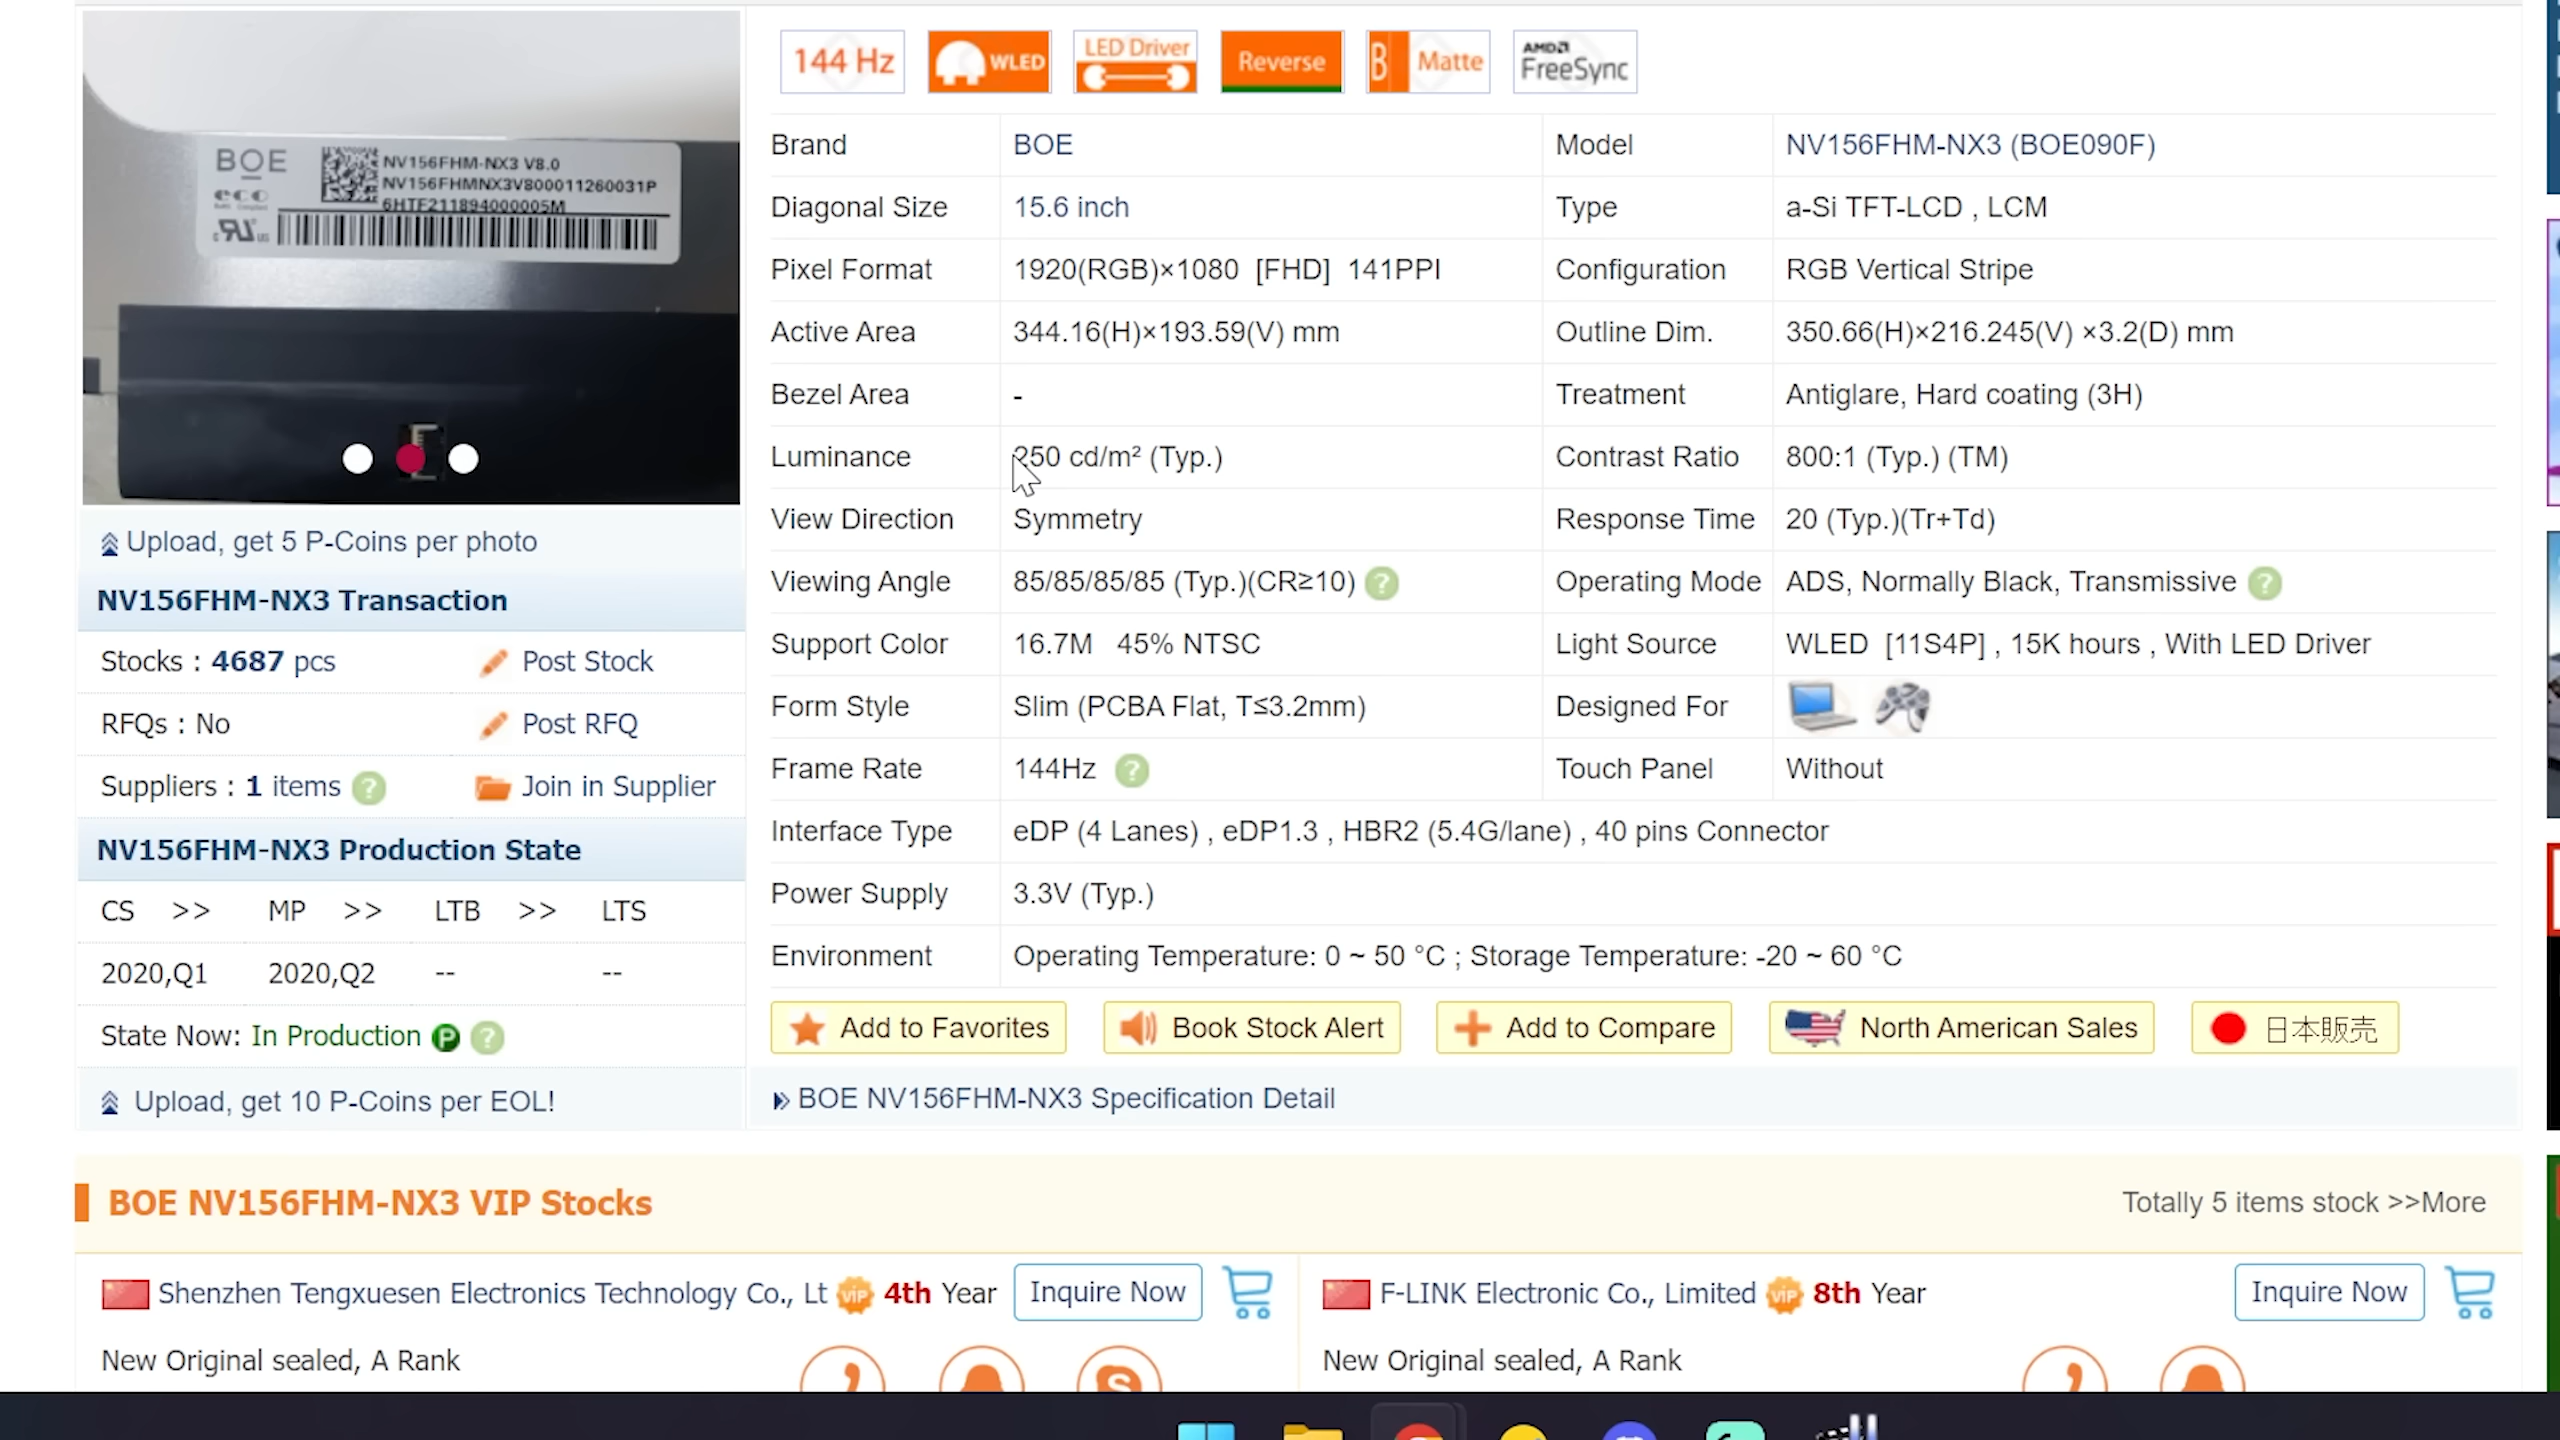 144 Hz
WLED
LED Driver
Reverse
B Matte
AMD
FreeSync
BOE
NV156FHM-NX3 V8.0
NV156FHMNX3V800011260031P
eco
6HTF211894000005M
Upload, get 5 P-Coins per photo
NV156FHM-NX3 Transaction
Stocks : 4687 pcs Post Stock
RFQs : No Post RFQ
Suppliers : 1 items ? Join in Supplier
NV156FHM-NX3 Production State
CS >> MP >> LTB >> LTS
2020,Q1 2020,Q2 -- --
State Now: In Production P ?
Upload, get 10 P-Coins per EOL!
Brand BOE Model NV156FHM-NX3 (BOE090F)
Diagonal Size 15.6 inch Type a-Si TFT-LCD , LCM
Pixel Format 1920(RGB)×1080 [FHD] 141PPI Configuration RGB Vertical Stripe
Active Area 344.16(H)×193.59(V) mm Outline Dim. 350.66(H)×216.245(V) ×3.2(D) mm
Bezel Area - Treatment Antiglare, Hard coating (3H)
Luminance 250 cd/m² (Typ.) Contrast Ratio 800:1 (Typ.) (TM)
View Direction Symmetry Response Time 20 (Typ.)(Tr+Td)
Viewing Angle 85/85/85/85 (Typ.)(CR≥10) ? Operating Mode ADS, Normally Black, Transmissive ?
Support Color 16.7M 45% NTSC Light Source WLED [11S4P] , 15K hours , With LED Driver
Form Style Slim (PCBA Flat, T≤3.2mm) Designed For
Frame Rate 144Hz ? Touch Panel Without
Interface Type eDP (4 Lanes) , eDP1.3 , HBR2 (5.4G/lane) , 40 pins Connector
Power Supply 3.3V (Typ.)
Environment Operating Temperature: 0 ~ 50 °C ; Storage Temperature: -20 ~ 60 °C
Add to Favorites Book Stock Alert Add to Compare North American Sales 日本販売
BOE NV156FHM-NX3 Specification Detail
BOE NV156FHM-NX3 VIP Stocks Totally 5 items stock >>More
Shenzhen Tengxuesen Electronics Technology Co., Lt VIP 4th Year Inquire Now
F-LINK Electronic Co., Limited VIP 8th Year Inquire Now
New Original sealed, A Rank
New Original sealed, A Rank